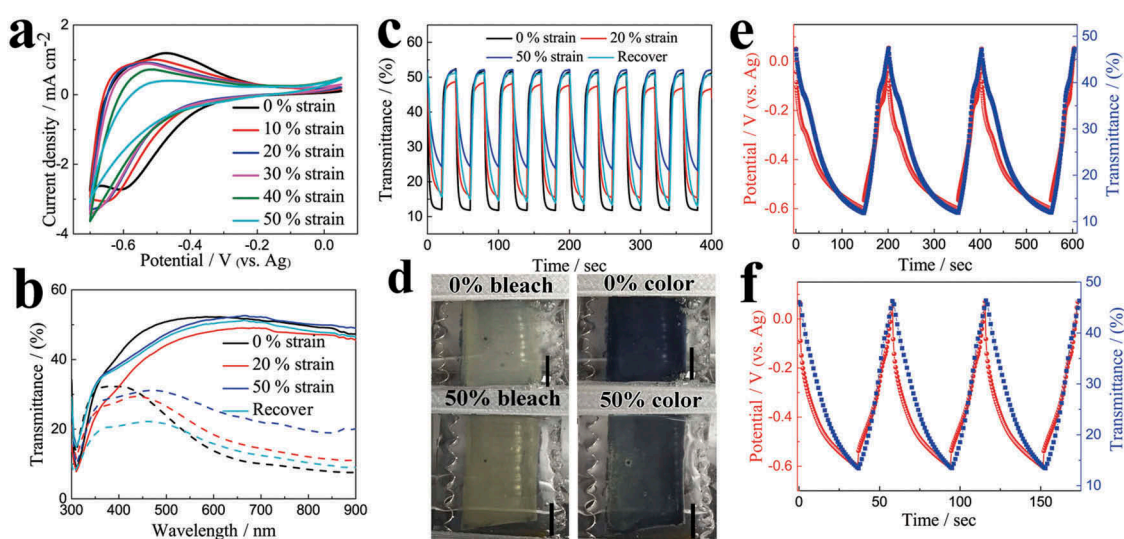 a
Current density / mA cm⁻²
2
0
-2
-4
0 % strain
10 % strain
20 % strain
30 % strain
40 % strain
50 % strain
-0.6
-0.4
-0.2
0.0
Potential / V (vs. Ag)
b
Transmittance / (%)
60
40
20
0
0 % strain
20 % strain
50 % strain
Recover
300
400
500
600
700
800
900
Wavelength / nm
c
0 % strain
20 % strain
50 % strain
Recover
Transmittance / (%)
60
50
40
30
20
10
0
100
200
300
400
Time / sec
d
0% bleach
0% color
50% bleach
50% color
e
Potential / V (vs. Ag)
0.0
-0.2
-0.4
-0.6
Transmittance / (%)
50
40
30
20
10
0
100
200
300
400
500
600
Time / sec
f
Potential / V (vs. Ag)
0.0
-0.2
-0.4
-0.6
Transmittance / (%)
50
40
30
20
10
0
50
100
150
Time / sec